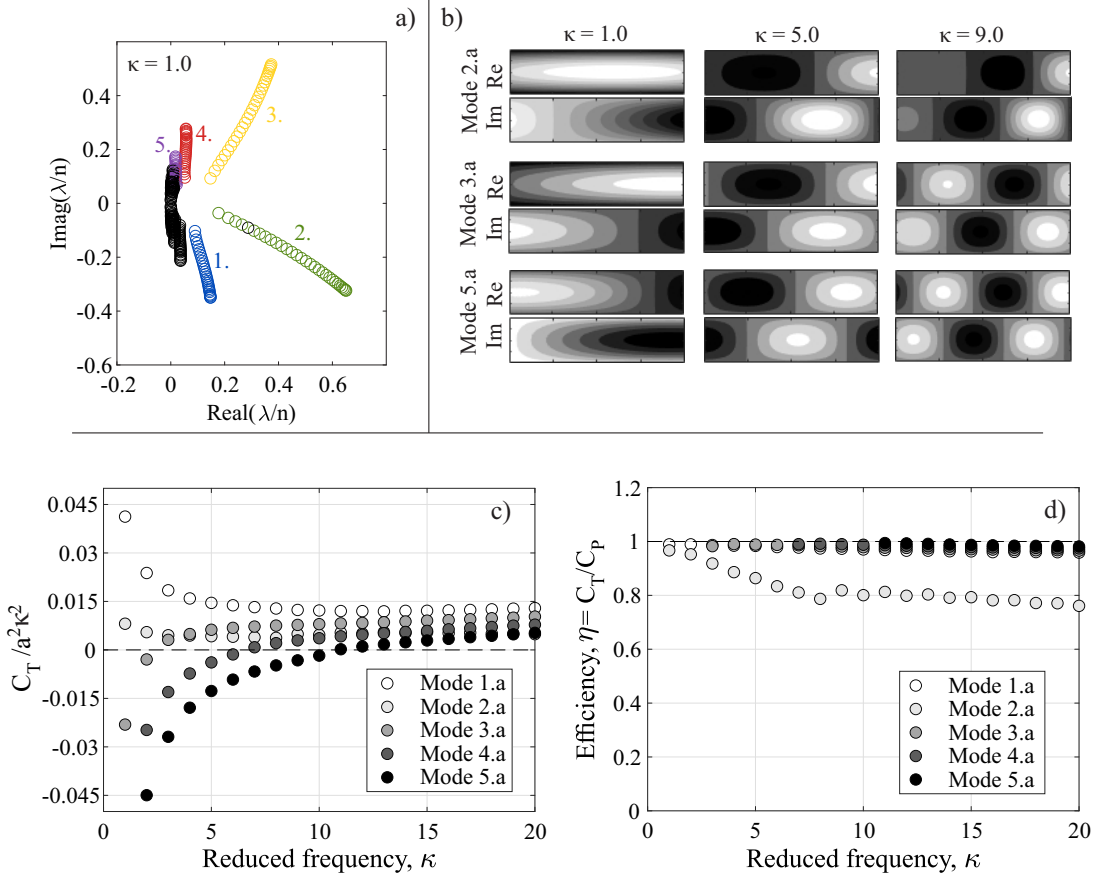 a)
κ = 1.0
Imag(λ/n)
0.4
0.2
0
-0.2
-0.4
-0.6
-0.2
0
0.2
0.4
0.6
Real(λ/n)
1.
2.
3.
4.
5.
b)
κ = 1.0
κ = 5.0
κ = 9.0
Mode 2.a
Re
Im
Mode 3.a
Re
Im
Mode 5.a
Re
Im
c)
C_T /a²κ²
0.045
0.03
0.015
0
-0.015
-0.03
-0.045
0
5
10
15
20
Reduced frequency, κ
Mode 1.a
Mode 2.a
Mode 3.a
Mode 4.a
Mode 5.a
d)
Efficiency, η = C_T/C_P
1.2
1
0.8
0.6
0.4
0.2
0
0
5
10
15
20
Reduced frequency, κ
Mode 1.a
Mode 2.a
Mode 3.a
Mode 4.a
Mode 5.a